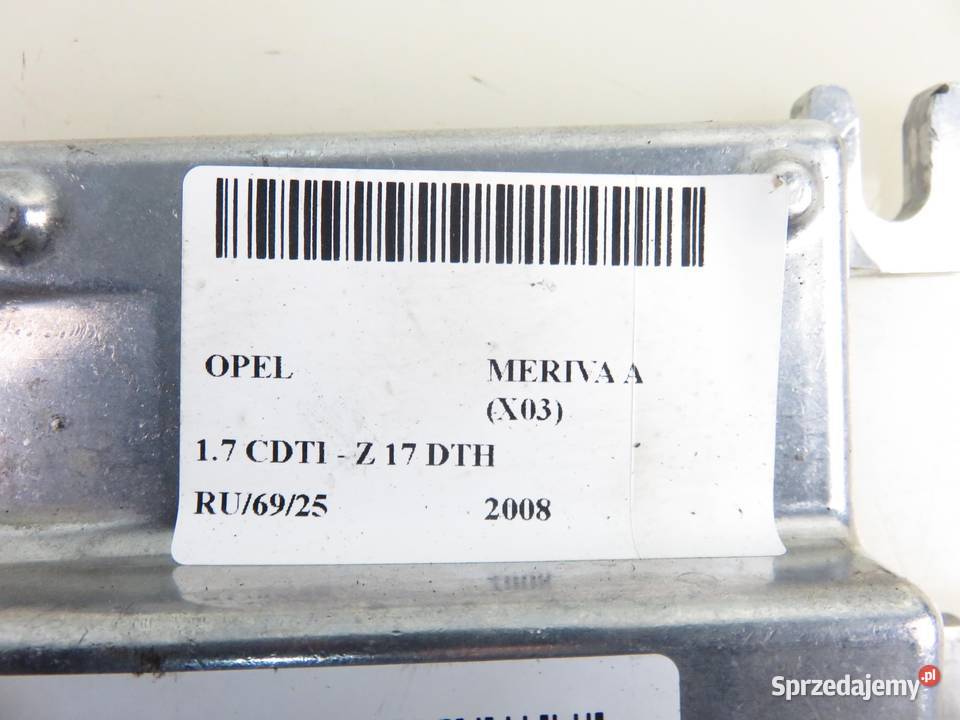 OPEL MERIVA A
(X03)
1.7 CDTI - Z 17 DTH
RU/69/25 2008
Sprzedajemy.pl